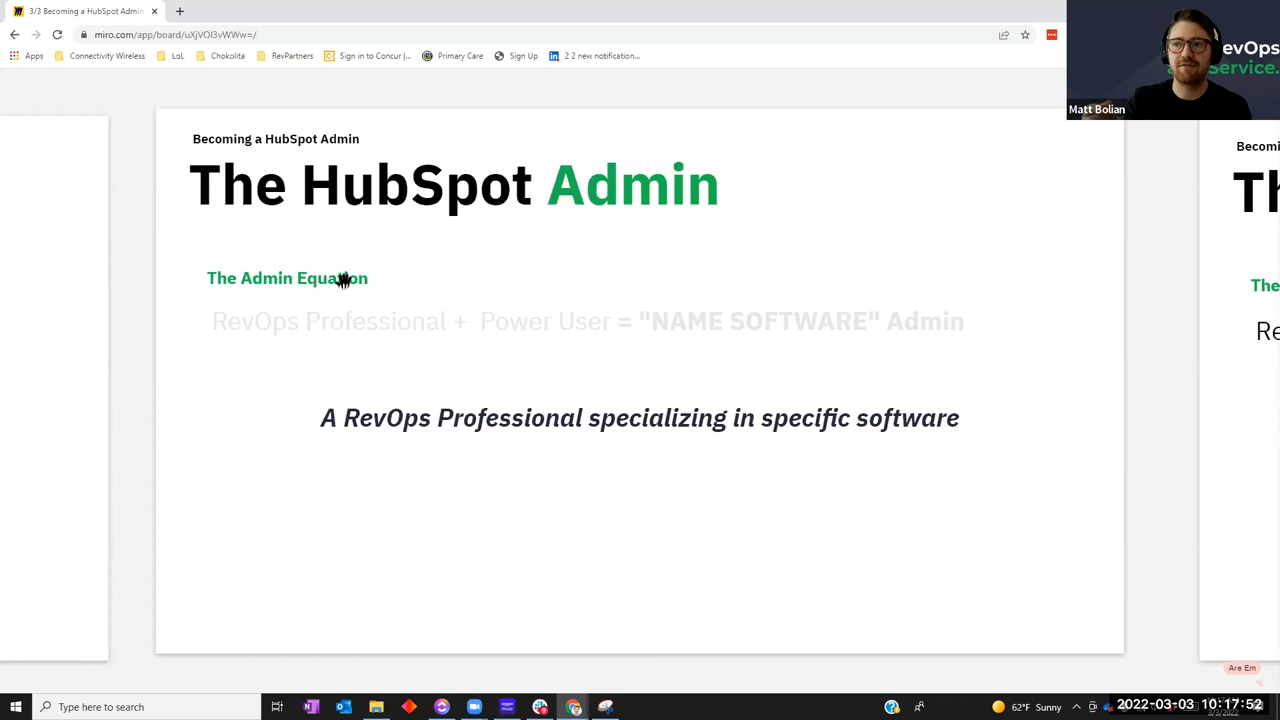 3/3 Becoming a HubSpot Admin
miro.com/app/board/uXjVOl3vWWw=/
Apps
Connectivity Wireless
LoL
Chokolita
RevPartners
Sign in to Concur |...
Primary Care
Sign Up
2 2 new notification...
evOps
Service.
Matt Bolian
Becoming a HubSpot Admin
The HubSpot Admin
The Admin Equation
RevOps Professional + Power User = "NAME SOFTWARE" Admin
A RevOps Professional specializing in specific software
Becomi
Th
The
Re
Are Em
Type here to search
62°F Sunny
2022-03-03 10:17:52
3/3/2022